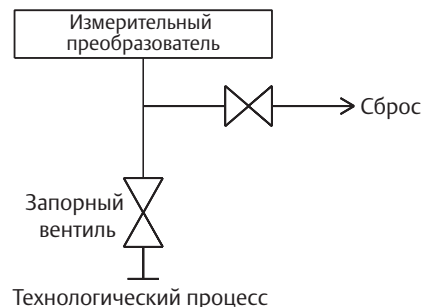 Измерительный
преобразователь
Сброс
Запорный
вентиль
Технологический процесс